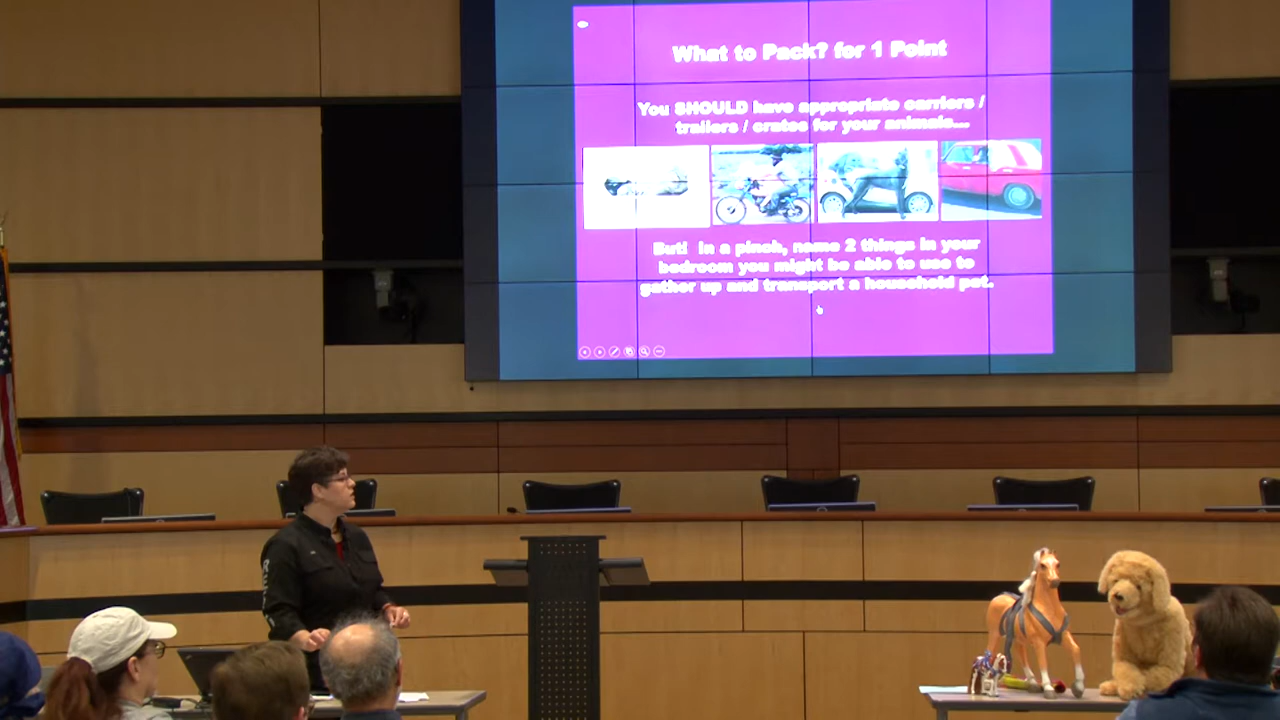 What to Pack? for 1 Point
You SHOULD have appropriate carriers /
trailers / crates for your animals...
But! In a pinch, name 2 things in your
bedroom you might be able to use to
gather up and transport a household pet.